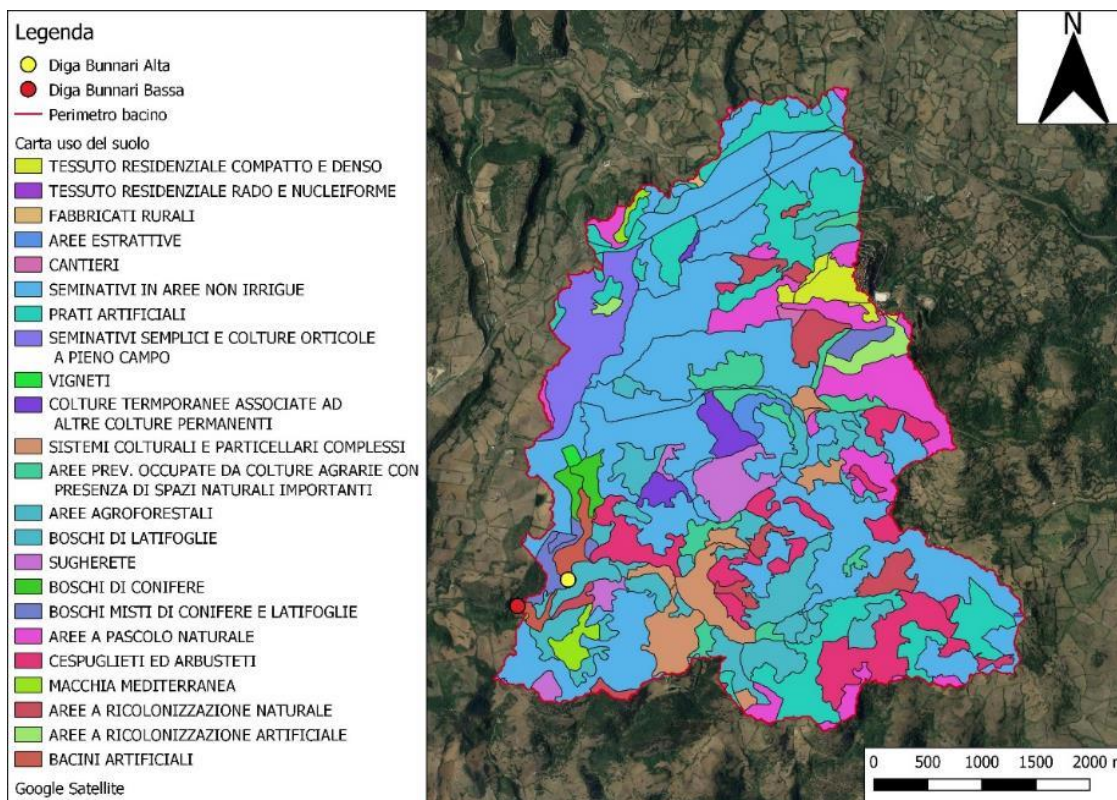 Legenda
Diga Bunnari Alta
Diga Bunnari Bassa
Perimetro bacino
Carta uso del suolo
TESSUTO RESIDENZIALE COMPATTO E DENSO
TESSUTO RESIDENZIALE RADO E NUCLEIFORME
FABBRICATI RURALI
AREE ESTRATTIVE
CANTIERI
SEMINATIVI IN AREE NON IRRIGUE
PRATI ARTIFICIALI
SEMINATIVI SEMPLICI E COLTURE ORTICOLE
A PIENO CAMPO
VIGNETI
COLTURE TERMPORANEE ASSOCIATE AD
ALTRE COLTURE PERMANENTI
SISTEMI COLTURALI E PARTICELLARI COMPLESSI
AREE PREV. OCCUPATE DA COLTURE AGRARIE CON
PRESENZA DI SPAZI NATURALI IMPORTANTI
AREE AGROFORESTALI
BOSCHI DI LATIFOGLIE
SUGHERETE
BOSCHI DI CONIFERE
BOSCHI MISTI DI CONIFERE E LATIFOGLIE
AREE A PASCOLO NATURALE
CESPUGLIETI ED ARBUSTETI
MACCHIA MEDITERRANEA
AREE A RICOLONIZZAZIONE NATURALE
AREE A RICOLONIZZAZIONE ARTIFICIALE
BACINI ARTIFICIALI
Google Satellite
N
0 500 1000 1500 2000 m